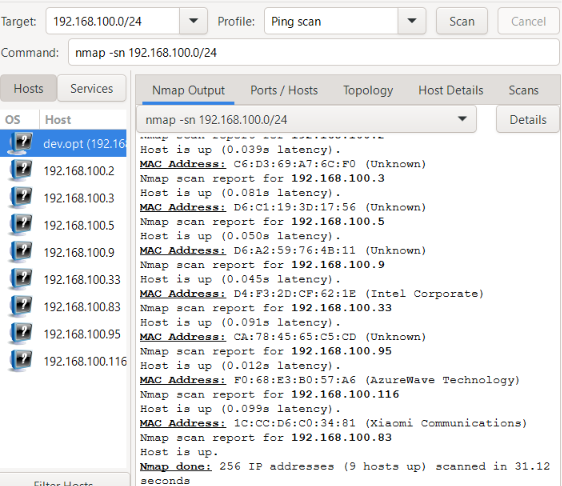 Target: 192.168.100.0/24 Profile: Ping scan Scan Cancel
Command: nmap -sn 192.168.100.0/24
Hosts Services
OS Host
dev.opt (192.168
192.168.100.2
192.168.100.3
192.168.100.5
192.168.100.9
192.168.100.33
192.168.100.83
192.168.100.95
192.168.100.116
Filter Hosts
Nmap Output Ports / Hosts Topology Host Details Scans
nmap -sn 192.168.100.0/24 Details
Nmap scan report for 192.168.100.2
Host is up (0.039s latency).
MAC Address: C6:D3:69:A7:6C:F0 (Unknown)
Nmap scan report for 192.168.100.3
Host is up (0.081s latency).
MAC Address: D6:C1:19:3D:17:56 (Unknown)
Nmap scan report for 192.168.100.5
Host is up (0.050s latency).
MAC Address: D6:A2:59:76:4B:11 (Unknown)
Nmap scan report for 192.168.100.9
Host is up (0.045s latency).
MAC Address: D4:F3:2D:CF:62:1E (Intel Corporate)
Nmap scan report for 192.168.100.33
Host is up (0.091s latency).
MAC Address: CA:78:45:65:C5:CD (Unknown)
Nmap scan report for 192.168.100.95
Host is up (0.012s latency).
MAC Address: F0:68:E3:B0:57:A6 (AzureWave Technology)
Nmap scan report for 192.168.100.116
Host is up (0.099s latency).
MAC Address: 1C:CC:D6:C0:34:81 (Xiaomi Communications)
Nmap scan report for 192.168.100.83
Host is up.
Nmap done: 256 IP addresses (9 hosts up) scanned in 31.12
seconds